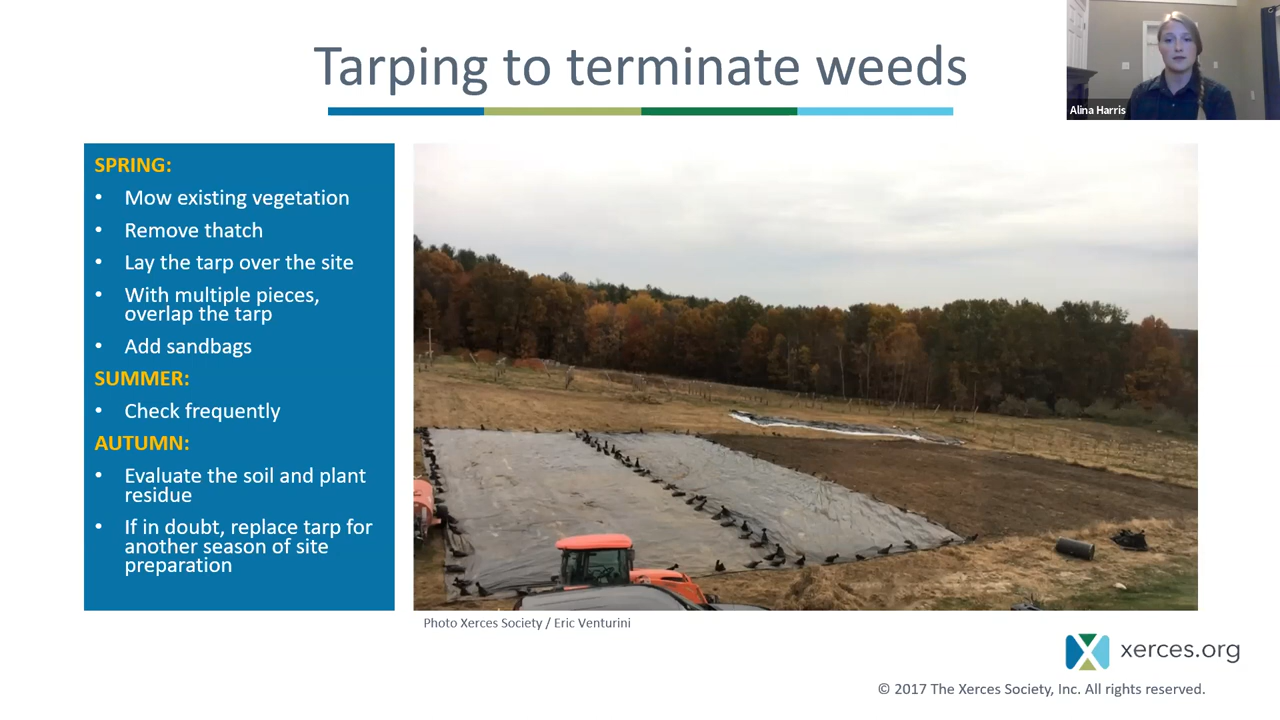 Tarping to terminate weeds
Alina Harris
SPRING:
• Mow existing vegetation
• Remove thatch
• Lay the tarp over the site
• With multiple pieces,
overlap the tarp
• Add sandbags
SUMMER:
• Check frequently
AUTUMN:
• Evaluate the soil and plant
residue
• If in doubt, replace tarp for
another season of site
preparation
Photo Xerces Society / Eric Venturini
xerces.org
© 2017 The Xerces Society, Inc. All rights reserved.